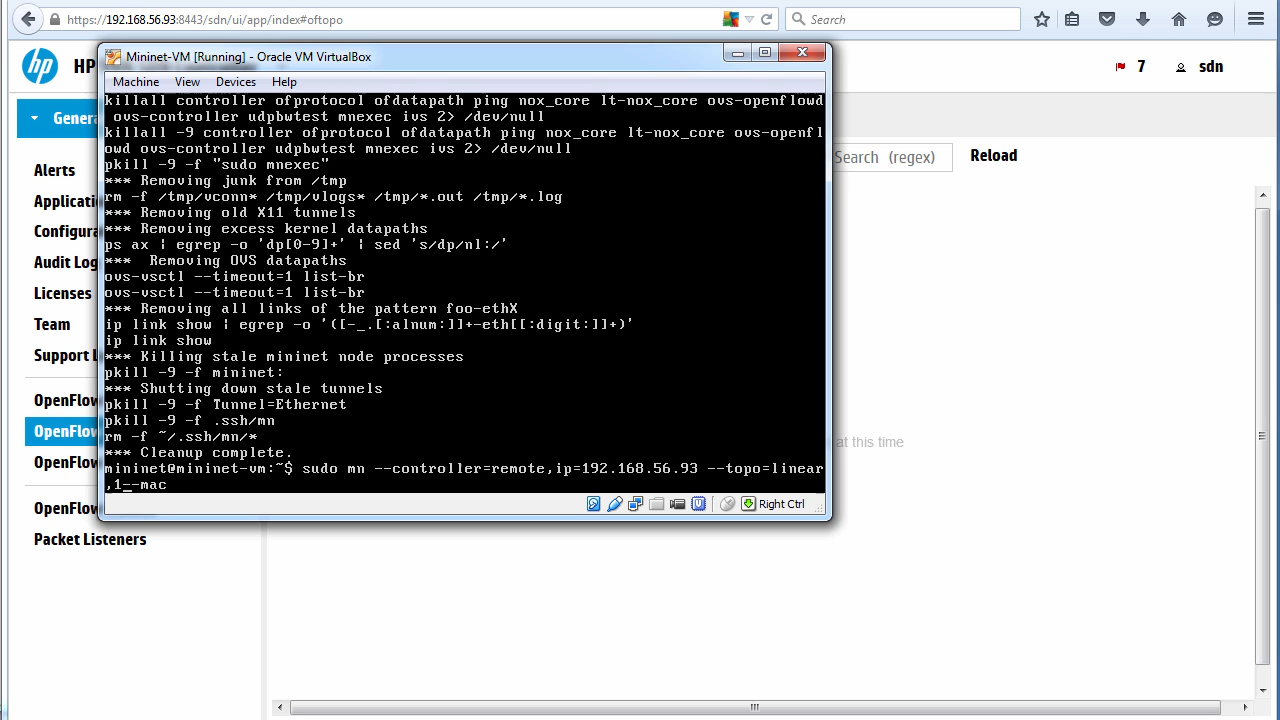 https://192.168.56.93:8443/sdn/ui/app/index#oftopo
Search
hp
HP
7
sdn
Mininet-VM [Running] - Oracle VM VirtualBox
Machine View Devices Help
killall controller ofprotocol ofdatapath ping nox_core lt-nox_core ovs-openflowd
ovs-controller udpbwtest mnexec ivs 2> /dev/null
killall -9 controller ofprotocol ofdatapath ping nox_core lt-nox_core ovs-openfl
owd ovs-controller udpbwtest mnexec ivs 2> /dev/null
pkill -9 -f "sudo mnexec"
*** Removing junk from /tmp
rm -f /tmp/vconn* /tmp/vlogs* /tmp/*.out /tmp/*.log
*** Removing old X11 tunnels
*** Removing excess kernel datapaths
ps ax | egrep -o 'dp[0-9]+' | sed 's/dp/nl:/'
***  Removing OVS datapaths
ovs-vsctl --timeout=1 list-br
ovs-vsctl --timeout=1 list-br
*** Removing all links of the pattern foo-ethX
ip link show | egrep -o '([-_.[:alnum:]]+-eth[[:digit:]]+)'
ip link show
*** Killing stale mininet node processes
pkill -9 -f mininet:
*** Shutting down stale tunnels
pkill -9 -f Tunnel=Ethernet
pkill -9 -f .ssh/mn
rm -f ~/.ssh/mn/*
*** Cleanup complete.
mininet@mininet-vm:~$ sudo mn --controller=remote,ip=192.168.56.93 --topo=linear
,1--mac
Right Ctrl
Genera
Alerts
Applicatio
Configura
Audit Log
Licenses
Team
Support L
OpenFlo
OpenFlo
OpenFlo
OpenFlo
Packet Listeners
Search (regex)
Reload
at this time